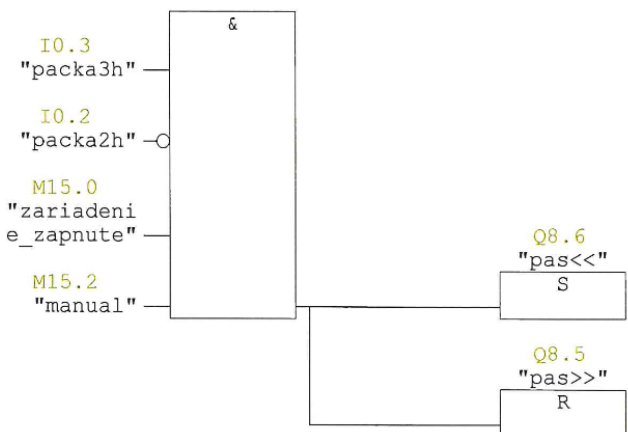 &
I0.3
"packa3h"
I0.2
"packa2h"
M15.0
"zariadeni
e_zapnute"
M15.2
"manual"
Q8.6
"pas<<"
S
Q8.5
"pas>>"
R